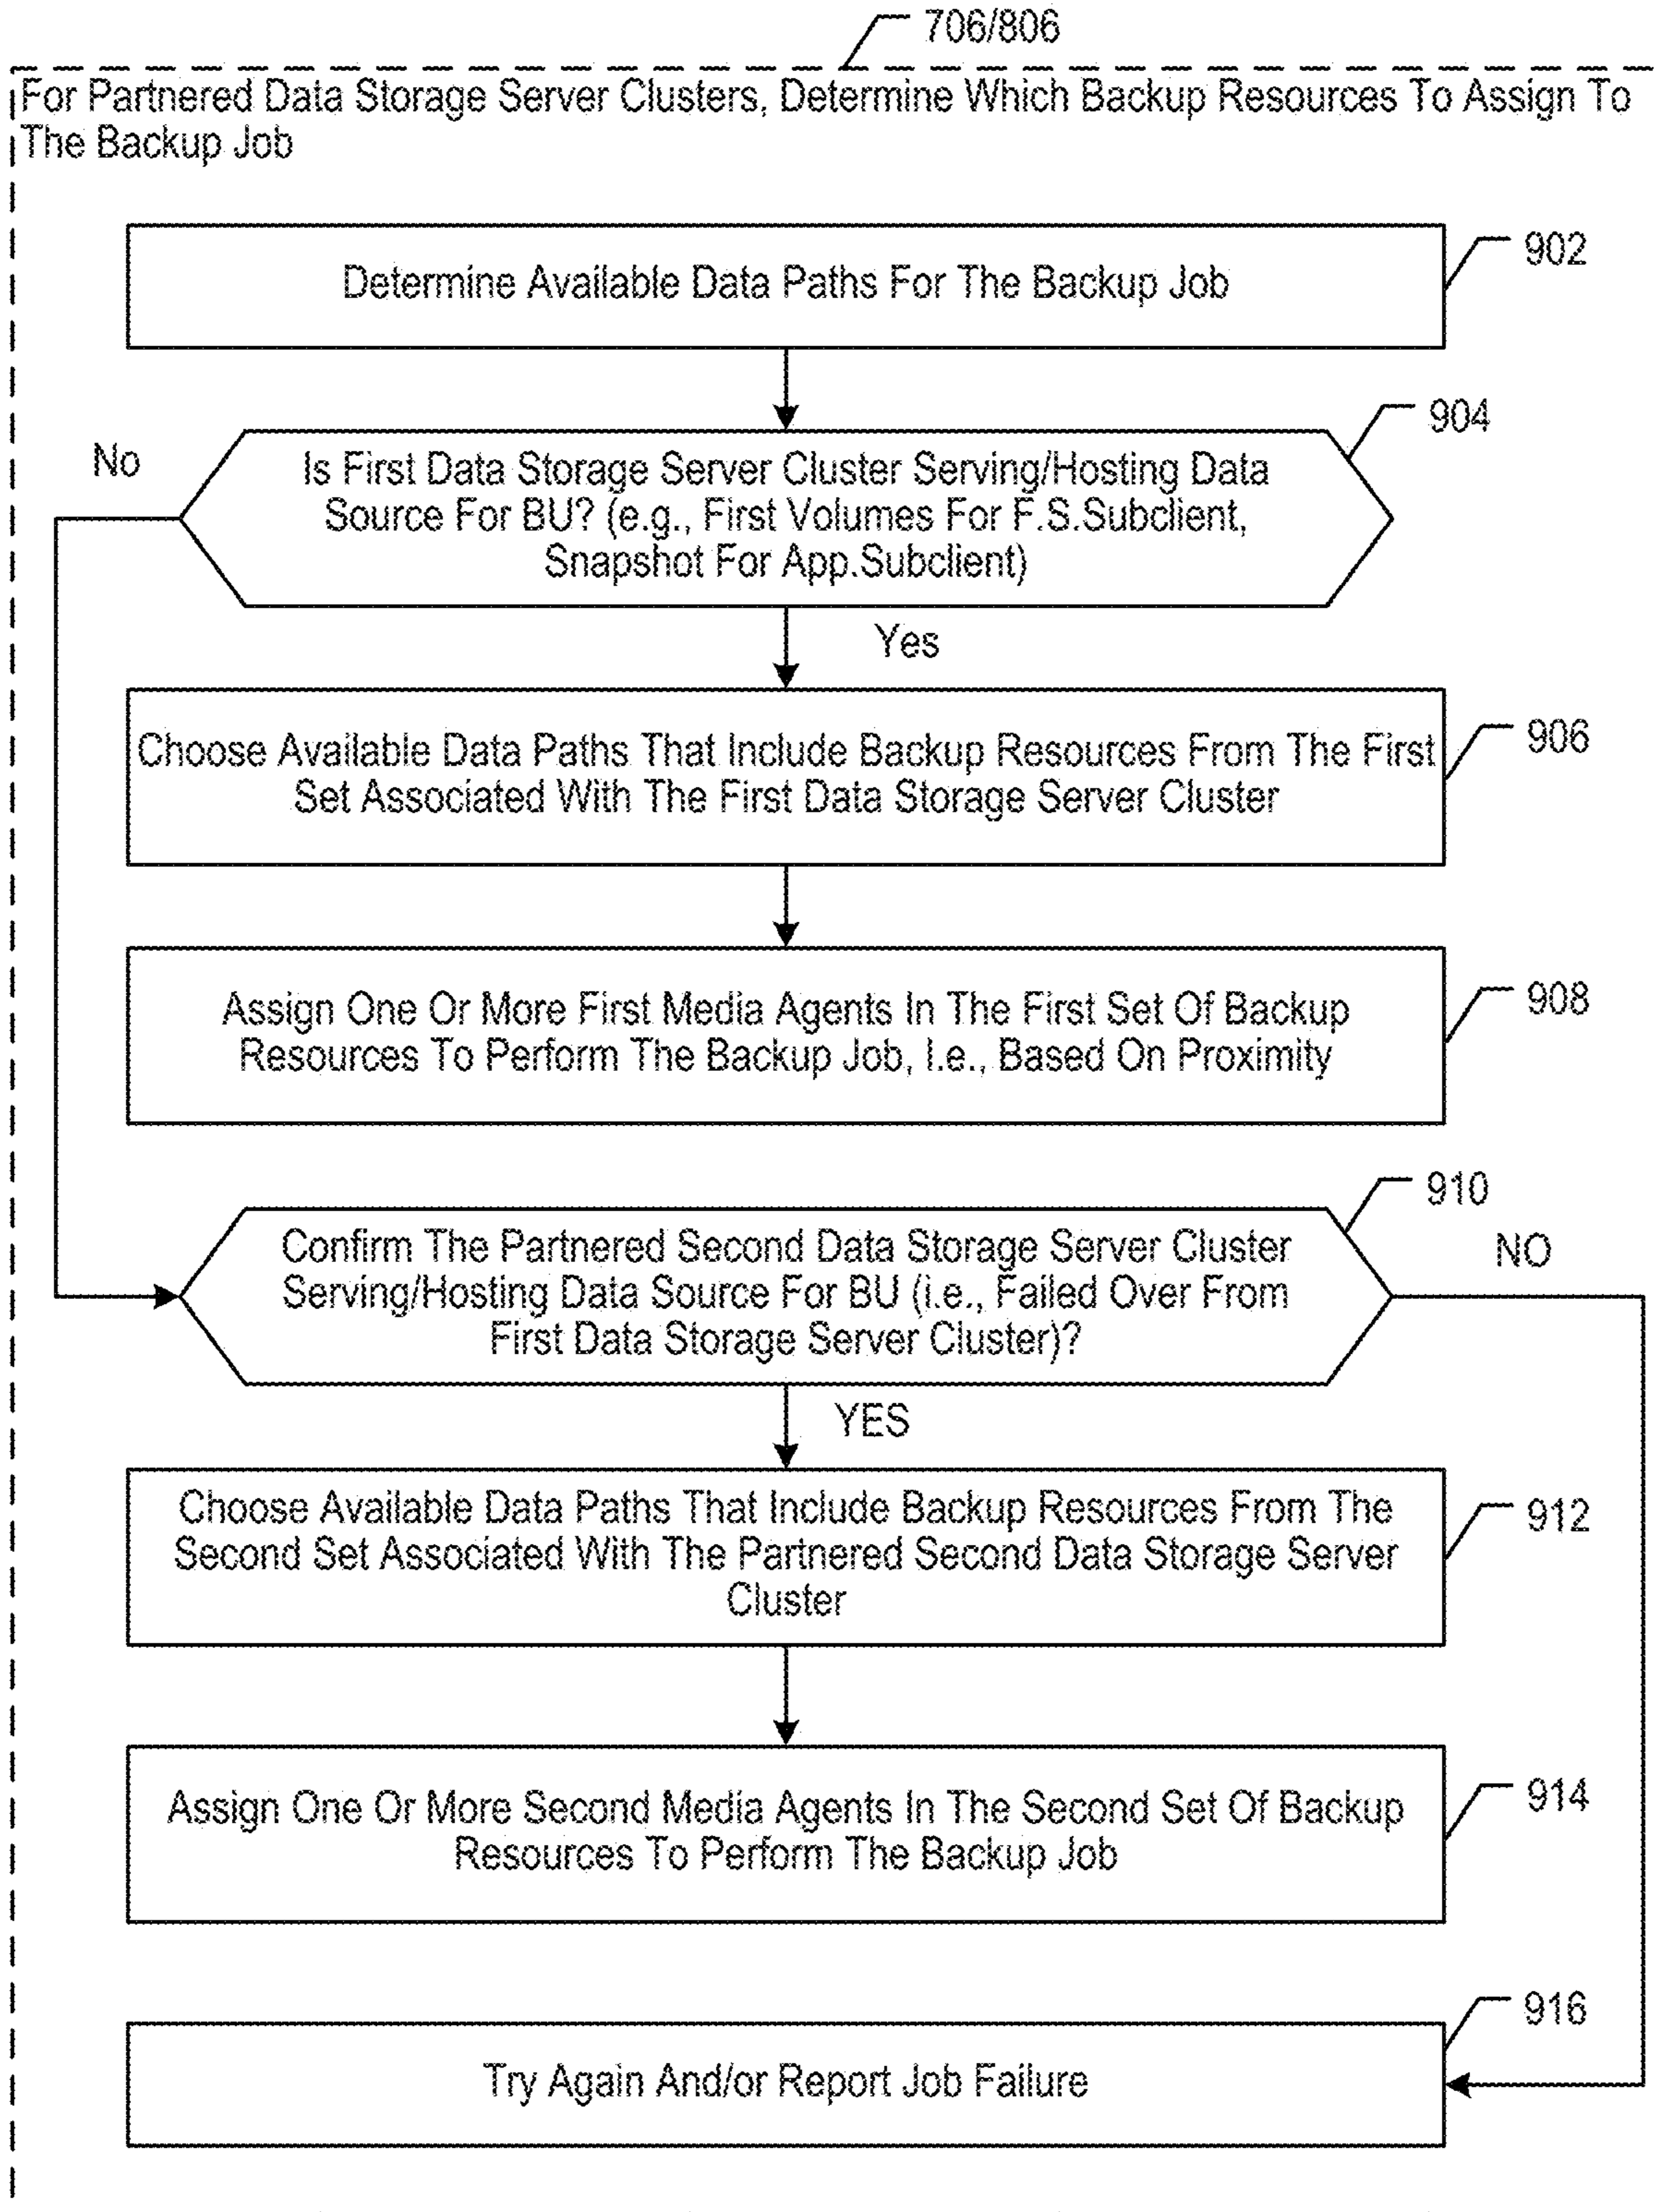 706/806
For Partnered Data Storage Server Clusters, Determine Which Backup Resources To Assign To
The Backup Job
902
Determine Available Data Paths For The Backup Job
904
No
Is First Data Storage Server Cluster Serving/Hosting Data
Source For BU? (e.g., First Volumes For F.S.Subclient,
Snapshot For App.Subclient)
Yes
906
Choose Available Data Paths That Include Backup Resources From The First
Set Associated With The First Data Storage Server Cluster
908
Assign One Or More First Media Agents In The First Set Of Backup
Resources To Perform The Backup Job, I.e., Based On Proximity
910
Confirm The Partnered Second Data Storage Server Cluster
Serving/Hosting Data Source For BU (i.e., Failed Over From
First Data Storage Server Cluster)?
NO
YES
912
Choose Available Data Paths That Include Backup Resources From The
Second Set Associated With The Partnered Second Data Storage Server
Cluster
914
Assign One Or More Second Media Agents In The Second Set Of Backup
Resources To Perform The Backup Job
916
Try Again And/or Report Job Failure